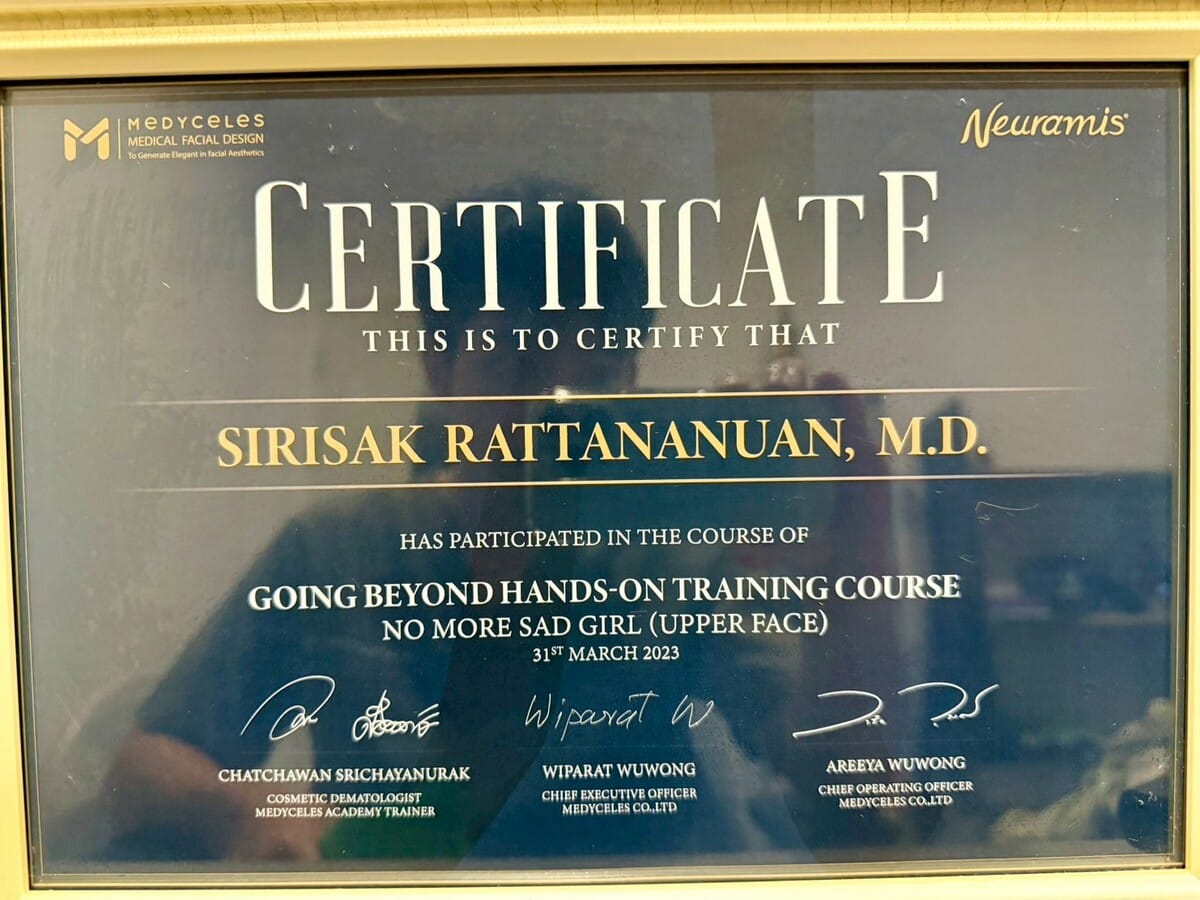 MEDYCELES
MEDICAL FACIAL DESIGN
To Generate Elegant in facial Aesthetics
Neuramis
CERTIFICATE
THIS IS TO CERTIFY THAT
SIRISAK RATTANANUAN, M.D.
HAS PARTICIPATED IN THE COURSE OF
GOING BEYOND HANDS-ON TRAINING COURSE
NO MORE SAD GIRL (UPPER FACE)
31ST MARCH 2023
Wiparat W
CHATCHAWAN SRICHAYANURAK
COSMETIC DEMATOLOGIST
MEDYCELES ACADEMY TRAINER
WIPARAT WUWONG
CHIEF EXECUTIVE OFFICER
MEDYCELES CO.,LTD
AREEYA WUWONG
CHIEF OPERATING OFFICER
MEDYCELES CO.,LTD